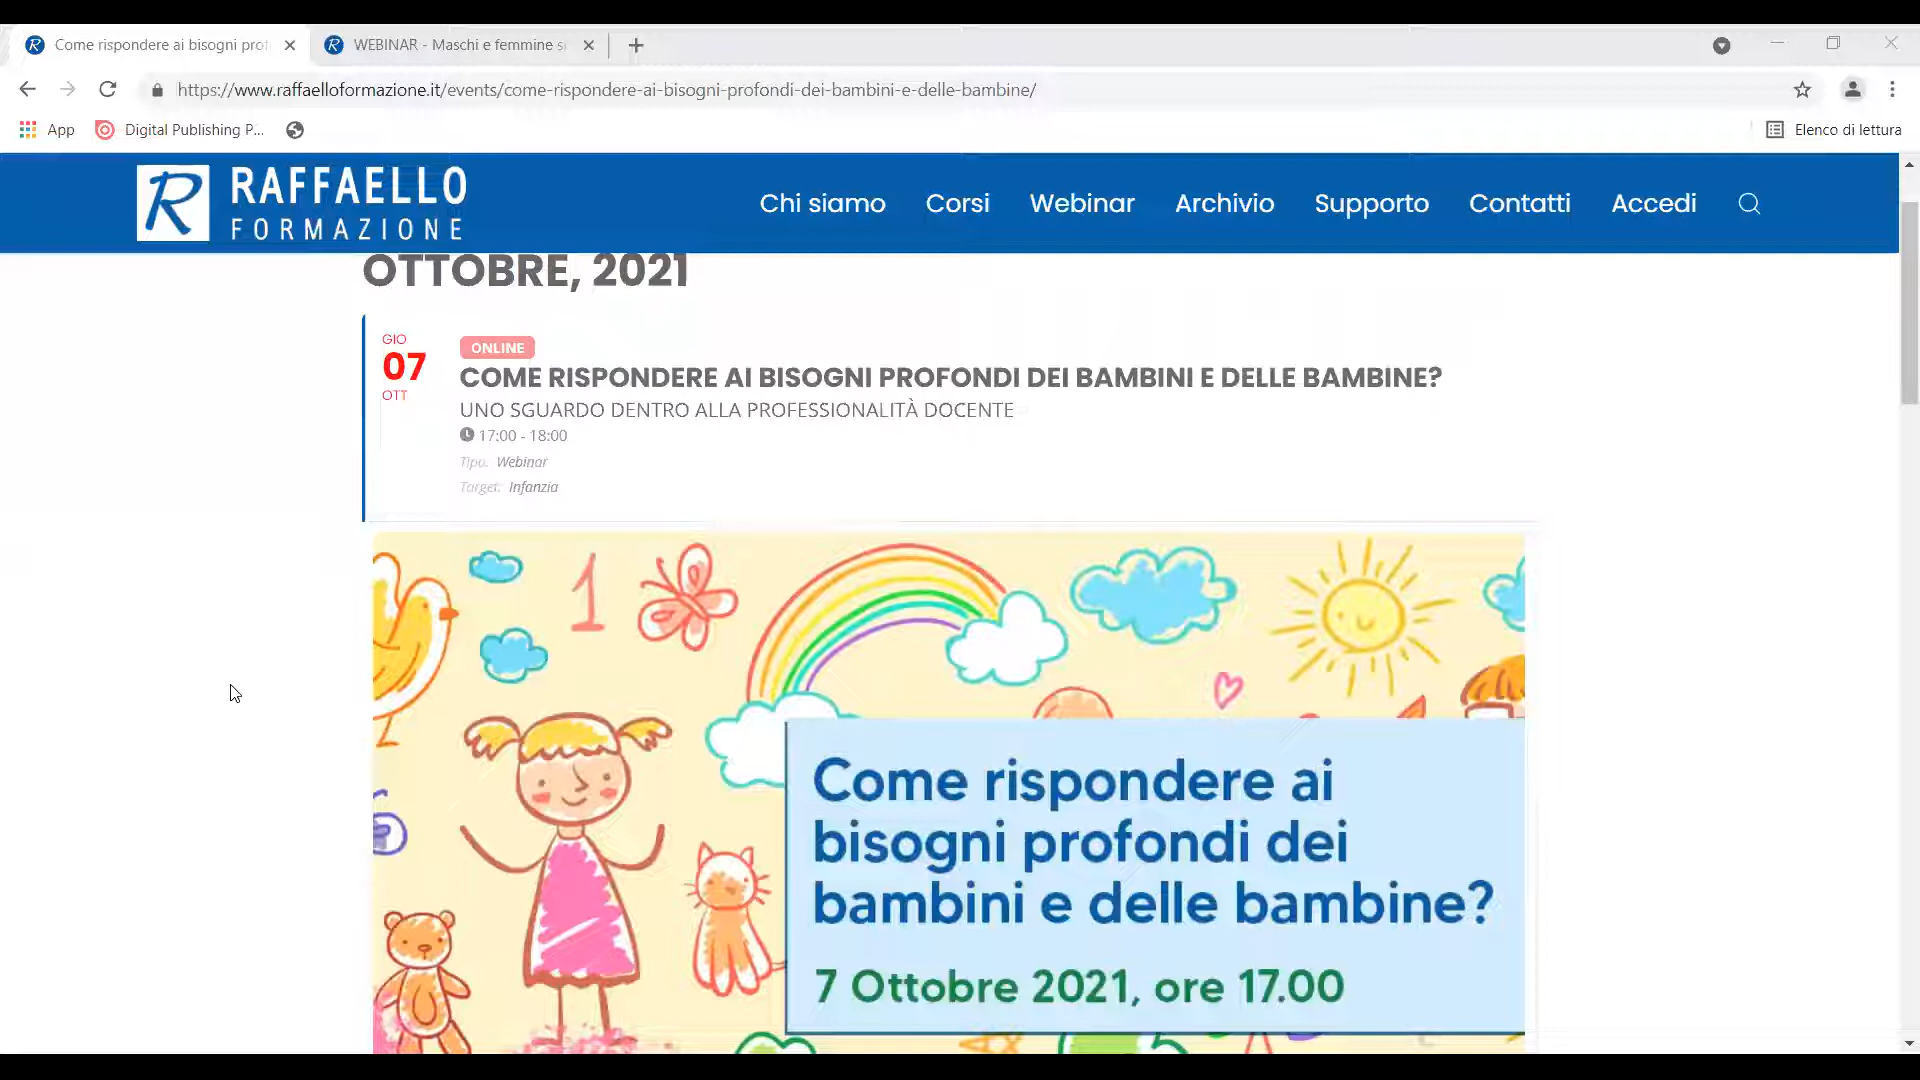 Come rispondere ai bisogni prof
WEBINAR - Maschi e femmine s
https://www.raffaelloformazione.it/events/come-rispondere-ai-bisogni-profondi-dei-bambini-e-delle-bambine/
App
Digital Publishing P...
Elenco di lettura
R RAFFAELLO
FORMAZIONE
Chi siamo
Corsi
Webinar
Archivio
Supporto
Contatti
Accedi
OTTOBRE, 2021
GIO
07
OTT
ONLINE
COME RISPONDERE AI BISOGNI PROFONDI DEI BAMBINI E DELLE BAMBINE?
UNO SGUARDO DENTRO ALLA PROFESSIONALITÀ DOCENTE
17:00 - 18:00
Tipo: Webinar
Target: Infanzia
1
Come rispondere ai
bisogni profondi dei
bambini e delle bambine?
7 Ottobre 2021, ore 17.00